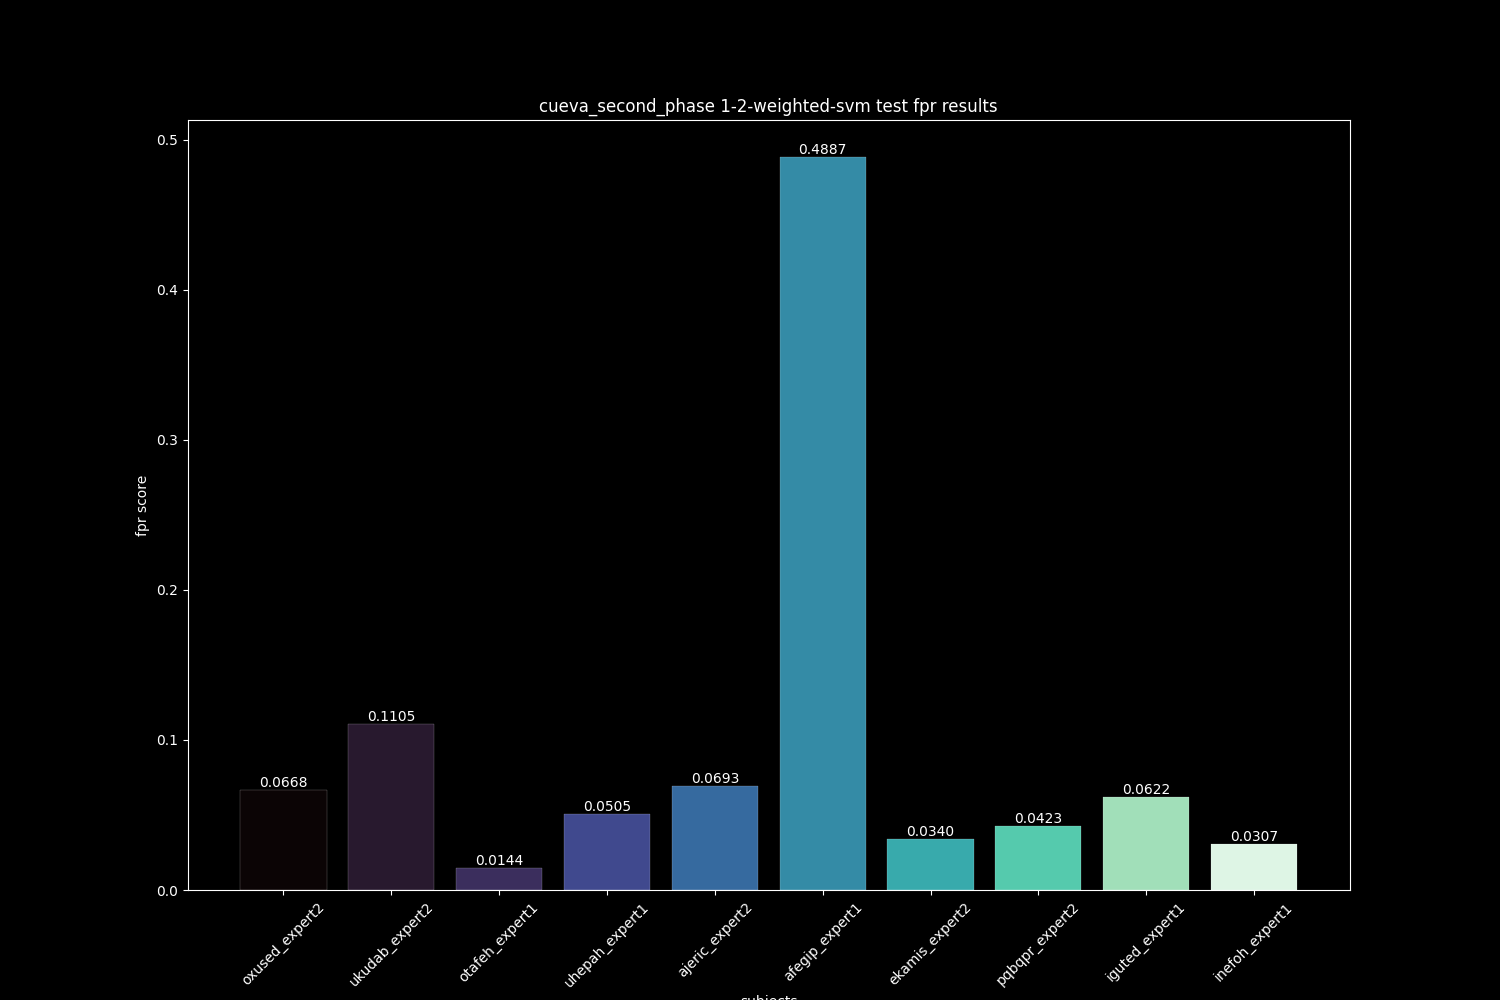 cueva_second_phase 1-2-weighted-svm test fpr results
0.5
0.4
0.3
0.2
0.1
0.0
fpr score
0.0668
0.1105
0.0144
0.0505
0.0693
0.4887
0.0340
0.0423
0.0622
0.0307
oxused_expert2
ukudab_expert2
otafeh_expert1
uhepah_expert1
ajeric_expert2
afegip_expert1
ekamis_expert2
pqbqpr_expert2
iguted_expert1
inefoh_expert1
subjects